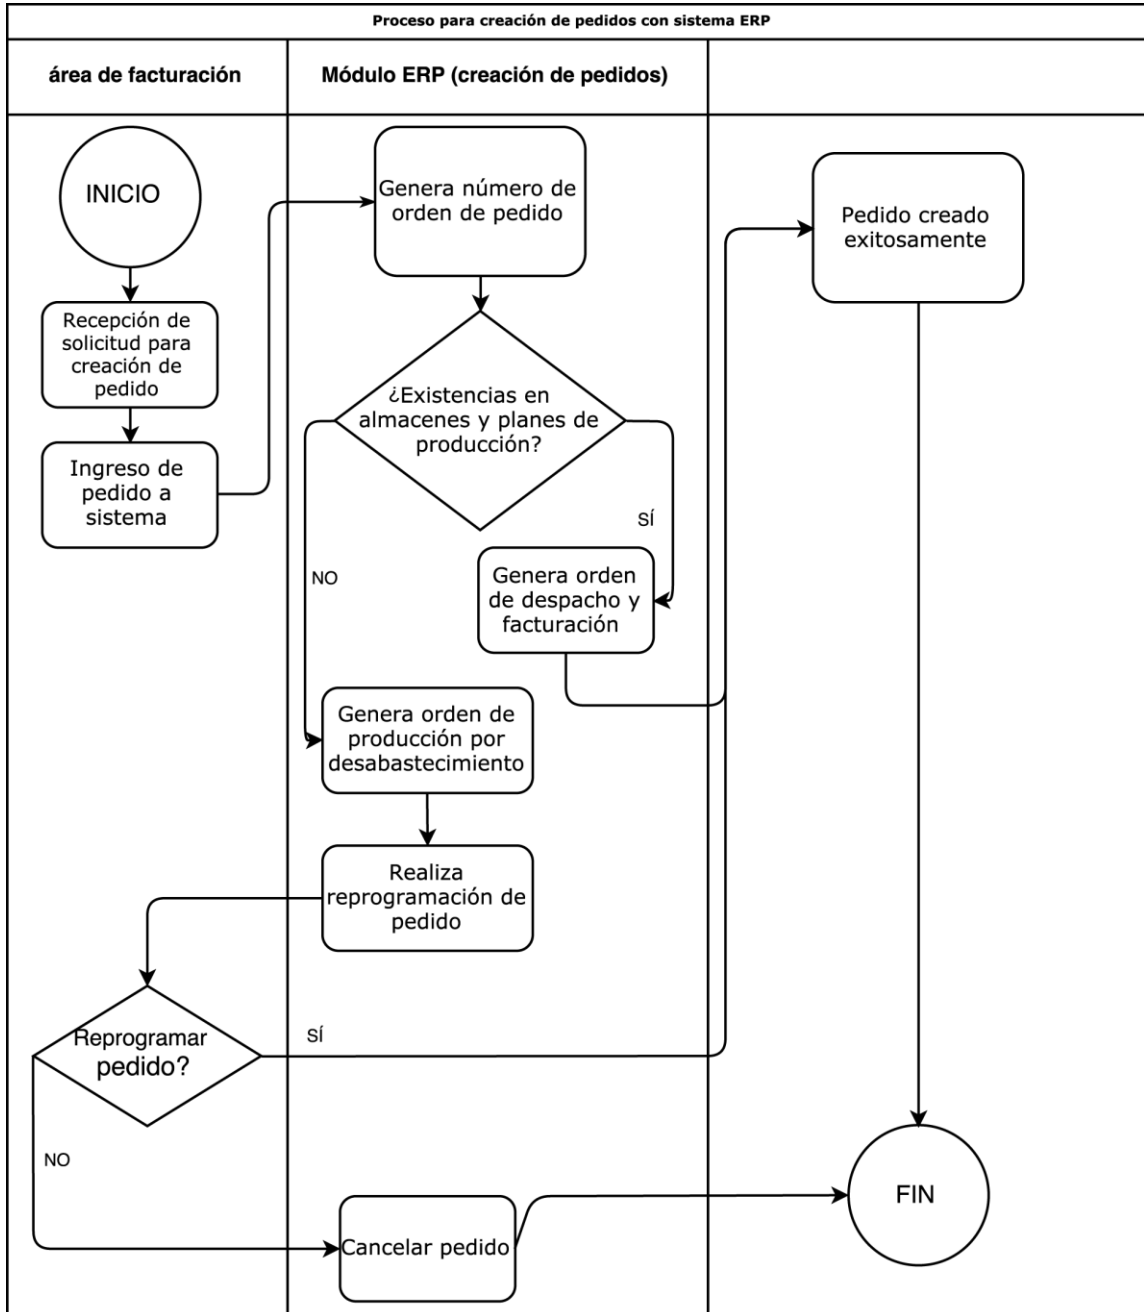 Proceso para creación de pedidos con sistema ERP
área de facturación
Módulo ERP (creación de pedidos)
INICIO
Recepción de
solicitud para
creación de
pedido
Ingreso de
pedido a
sistema
Genera número de
orden de pedido
¿Existencias en
almacenes y planes de
producción?
SÍ
NO
Genera orden
de despacho y
facturación
Genera orden de
producción por
desabastecimiento
Realiza
reprogramación de
pedido
Reprogramar
pedido?
SÍ
NO
Cancelar pedido
Pedido creado
exitosamente
FIN